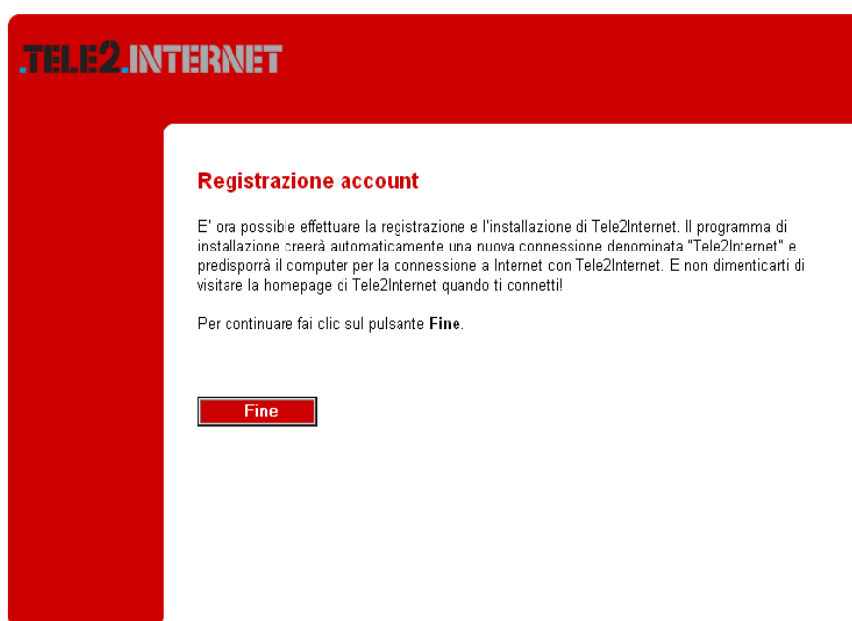 .TELE2.INTERNET
Registrazione account
E' ora possibile effettuare la registrazione e l'installazione di Tele2Internet. Il programma di
installazione creerà automaticamente una nuova connessione denominata "Tele2Internet" e
predisporrà il computer per la connessione a Internet con Tele2Internet. E non dimenticarti di
visitare la homepage di Tele2Internet quando ti connetti!
Per continuare fai clic sul pulsante Fine.
Fine